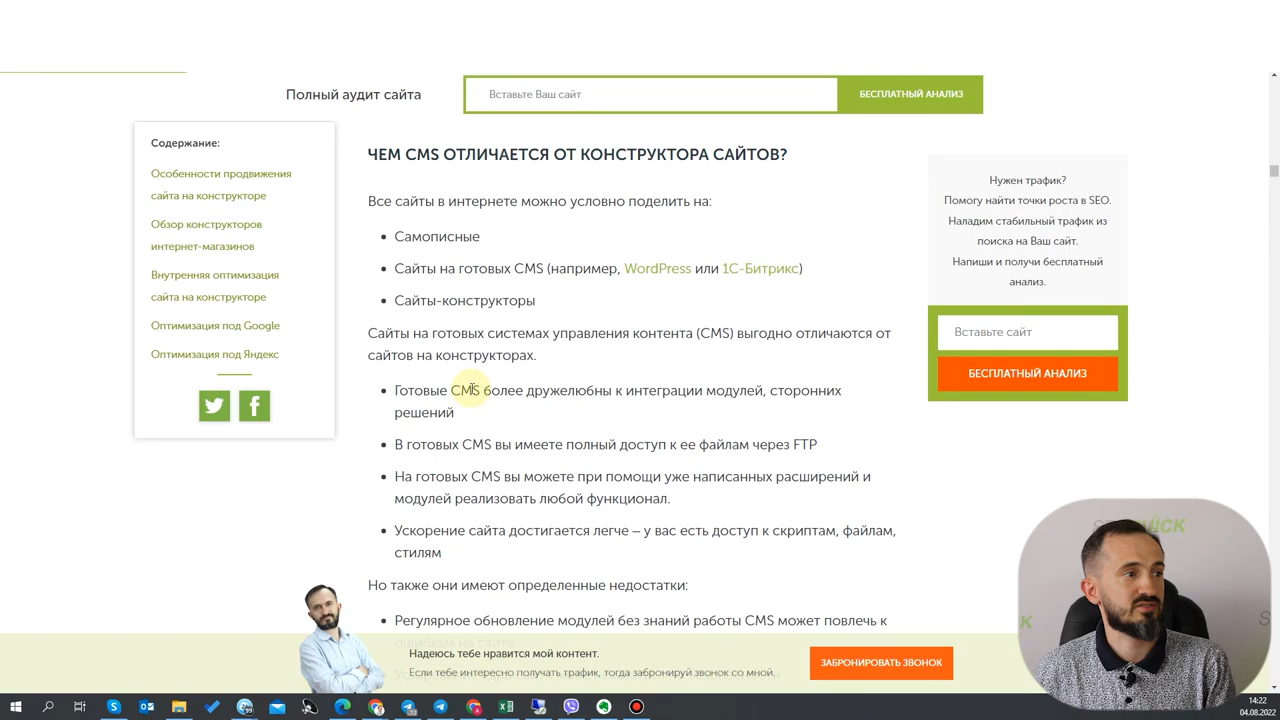 Полный аудит сайта
Вставьте Ваш сайт
БЕСПЛАТНЫЙ АНАЛИЗ
Содержание:
Особенности продвижения
сайта на конструкторе
Обзор конструкторов
интернет-магазинов
Внутренняя оптимизация
сайта на конструкторе
Оптимизация под Google
Оптимизация под Яндекс
ЧЕМ CMS ОТЛИЧАЕТСЯ ОТ КОНСТРУКТОРА САЙТОВ?
Все сайты в интернете можно условно поделить на:
Самописные
Сайты на готовых CMS (например, WordPress или 1С-Битрикс)
Сайты-конструкторы
Сайты на готовых системах управления контента (CMS) выгодно отличаются от
сайтов на конструкторах.
Готовые CMS более дружелюбны к интеграции модулей, сторонних
решений
В готовых CMS вы имеете полный доступ к ее файлам через FTP
На готовых CMS вы можете при помощи уже написанных расширений и
модулей реализовать любой функционал.
Ускорение сайта достигается легче – у вас есть доступ к скриптам, файлам,
стилям
Но также они имеют определенные недостатки:
Регулярное обновление модулей без знаний работы CMS может повлечь к
ошибкам на сайте
Нужен трафик?
Помогу найти точки роста в SEO.
Наладим стабильный трафик из
поиска на Ваш сайт.
Напиши и получи бесплатный
анализ.
Вставьте сайт
БЕСПЛАТНЫЙ АНАЛИЗ
Надеюсь тебе нравится мой контент.
Если тебе интересно получать трафик, тогда забронируй звонок со мной.
ЗАБРОНИРОВАТЬ ЗВОНОК
14:22
04.08.2022